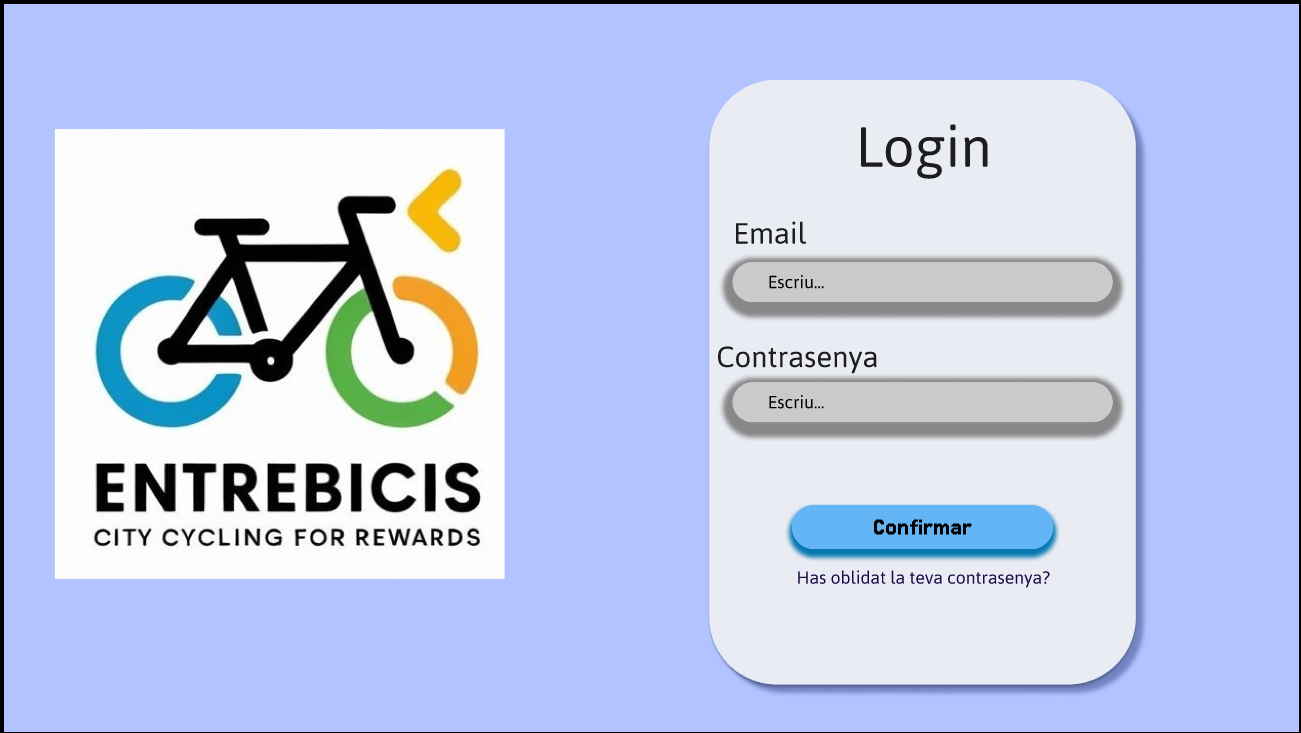 ENTREBICIS
CITY CYCLING FOR REWARDS
Login
Email
Escriu...
Contrasenya
Escriu...
Confirmar
Has oblidat la teva contrasenya?